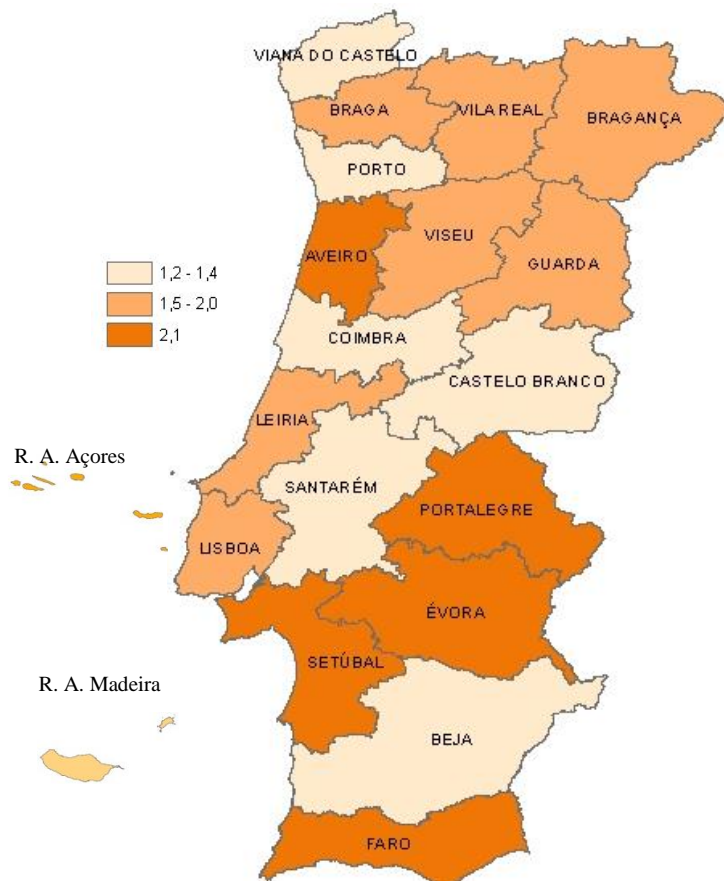 VIANA DO CASTELO
BRAGA
VILA REAL
BRAGANÇA
PORTO
VISEU
AVEIRO
GUARDA
1,2 - 1,4
1,5 - 2,0
2,1
COIMBRA
CASTELO BRANCO
LEIRIA
R. A. Açores
SANTARÉM
PORTALEGRE
LISBOA
ÉVORA
SETÚBAL
R. A. Madeira
BEJA
FARO